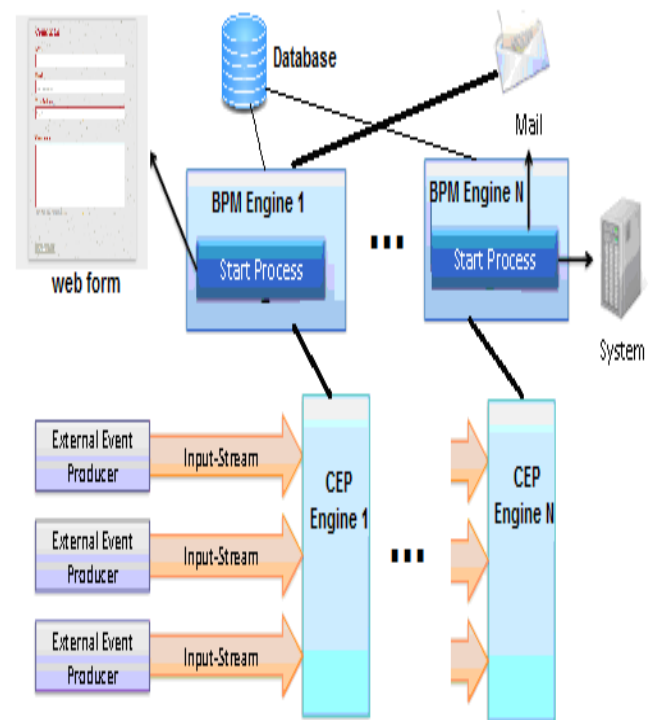 Database
Mail
web form
BPM Engine 1
Start Process
...
BPM Engine N
Start Process
System
External Event
Producer
Input-Stream
External Event
Producer
Input-Stream
External Event
Producer
Input-Stream
CEP
Engine 1
...
CEP
Engine N